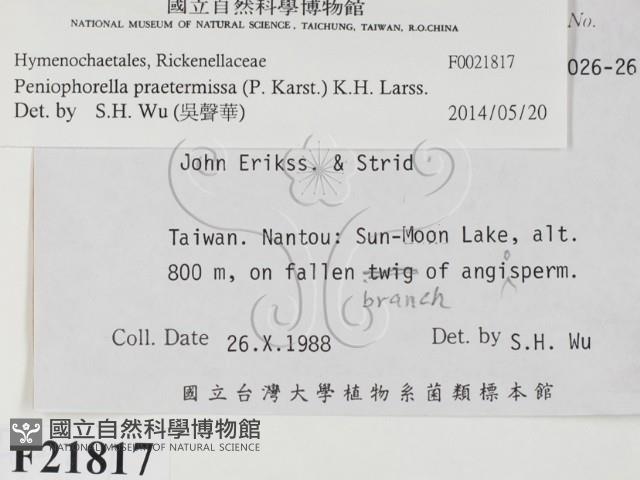 國立自然科學博物館
NATIONAL MUSEUM OF NATURAL SCIENCE, TAICHUNG, TAIWAN, R.O.CHINA
Hymenochaetales, Rickenellaceae F0021817
Peniophorella praetermissa (P. Karst.) K.H. Larss.
Det. by S.H. Wu (吳聲華) 2014/05/20
No.
026-26
John Erikss. & Strid
Taiwan. Nantou: Sun-Moon Lake, alt.
800 m, on fallen twig of angisperm.
branch o
Coll. Date 26.X.1988 Det. by S.H. Wu
國立台灣大學植物系菌類標本館
國立自然科學博物館
NATIONAL MUSEUM OF NATURAL SCIENCE
F21817